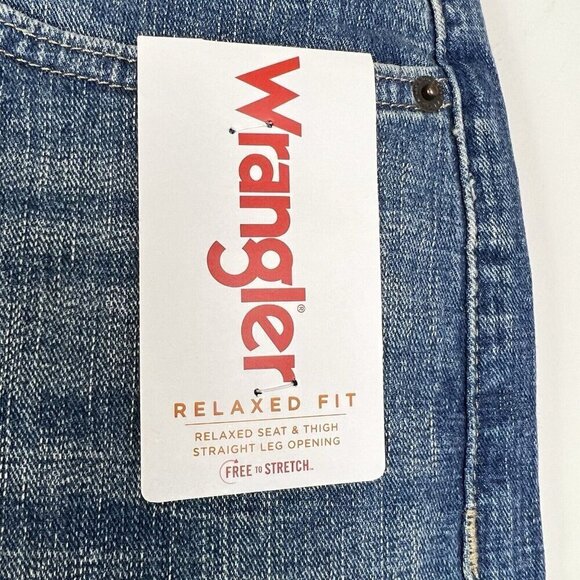 Wrangler®
RELAXED FIT
RELAXED SEAT & THIGH
STRAIGHT LEG OPENING
FREE TO STRETCH™